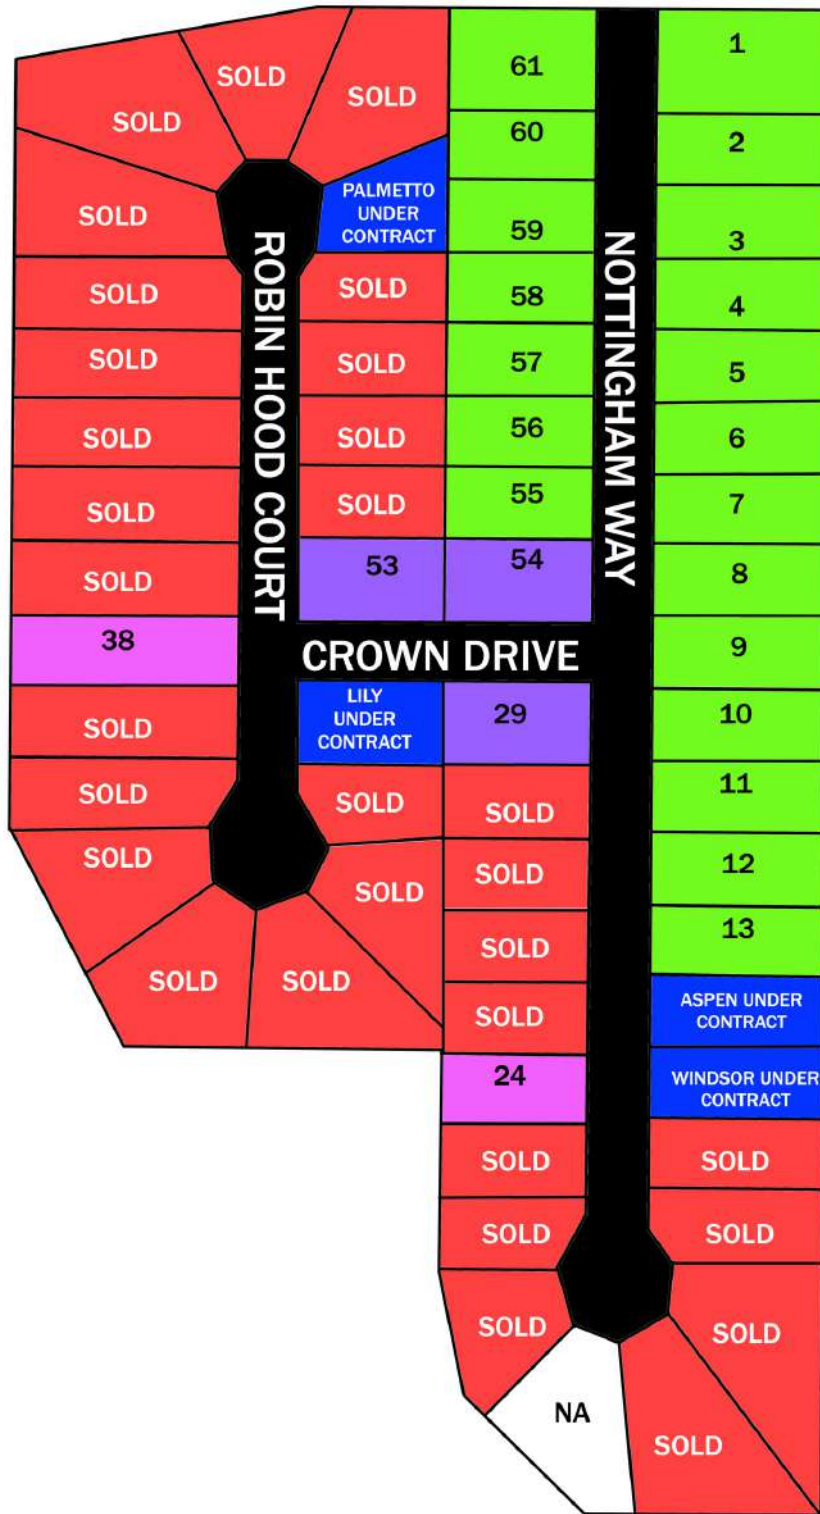 SOLD
SOLD
SOLD
SOLD
SOLD
SOLD
SOLD
SOLD
SOLD
38
SOLD
SOLD
SOLD
SOLD
SOLD
ROBIN HOOD COURT
PALMETTO
UNDER
CONTRACT
SOLD
SOLD
SOLD
SOLD
53
CROWN DRIVE
LILY
UNDER
CONTRACT
SOLD
SOLD
61
60
59
58
57
56
55
54
29
SOLD
SOLD
SOLD
SOLD
24
SOLD
SOLD
SOLD
NA
NOTTINGHAM WAY
1
2
3
4
5
6
7
8
9
10
11
12
13
ASPEN UNDER
CONTRACT
WINDSOR UNDER
CONTRACT
SOLD
SOLD
SOLD
SOLD